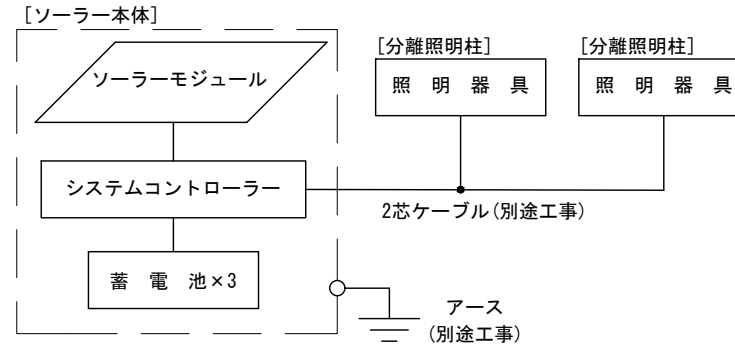 [ソーラー本体]
ソーラーモジュール
システムコントローラー
蓄　電　池×3
[分離照明柱]
照　明　器　具
[分離照明柱]
照　明　器　具
2芯ケーブル(別途工事)
アース
(別途工事)